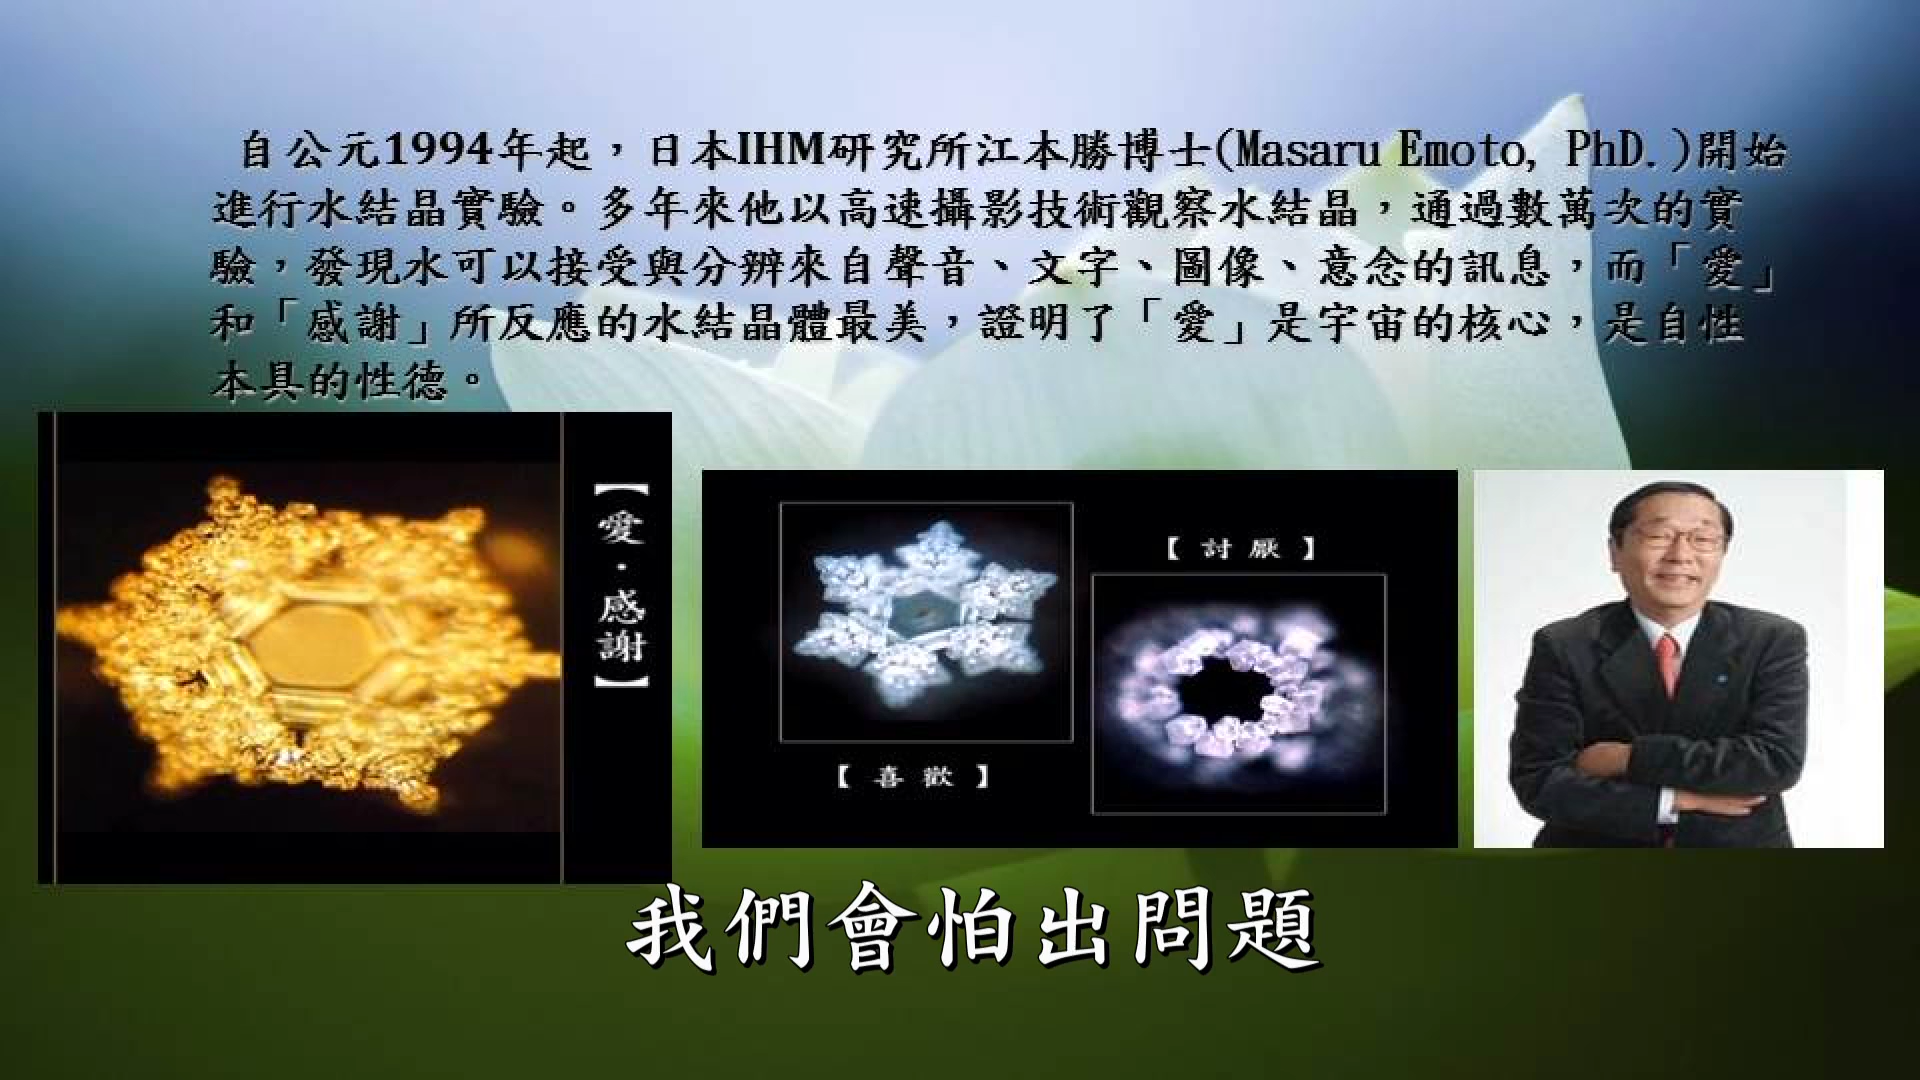 自公元1994年起，日本IHM研究所江本勝博士(Masaru Emoto, PhD.)開始
進行水結晶實驗。多年來他以高速攝影技術觀察水結晶，通過數萬次的實
驗，發現水可以接受與分辨來自聲音、文字、圖像、意念的訊息，而「愛」
和「感謝」所反應的水結晶體最美，證明了「愛」是宇宙的核心，是自性
本具的性德。
【愛·感謝】
【喜歡】
【討厭】
我們會怕出問題